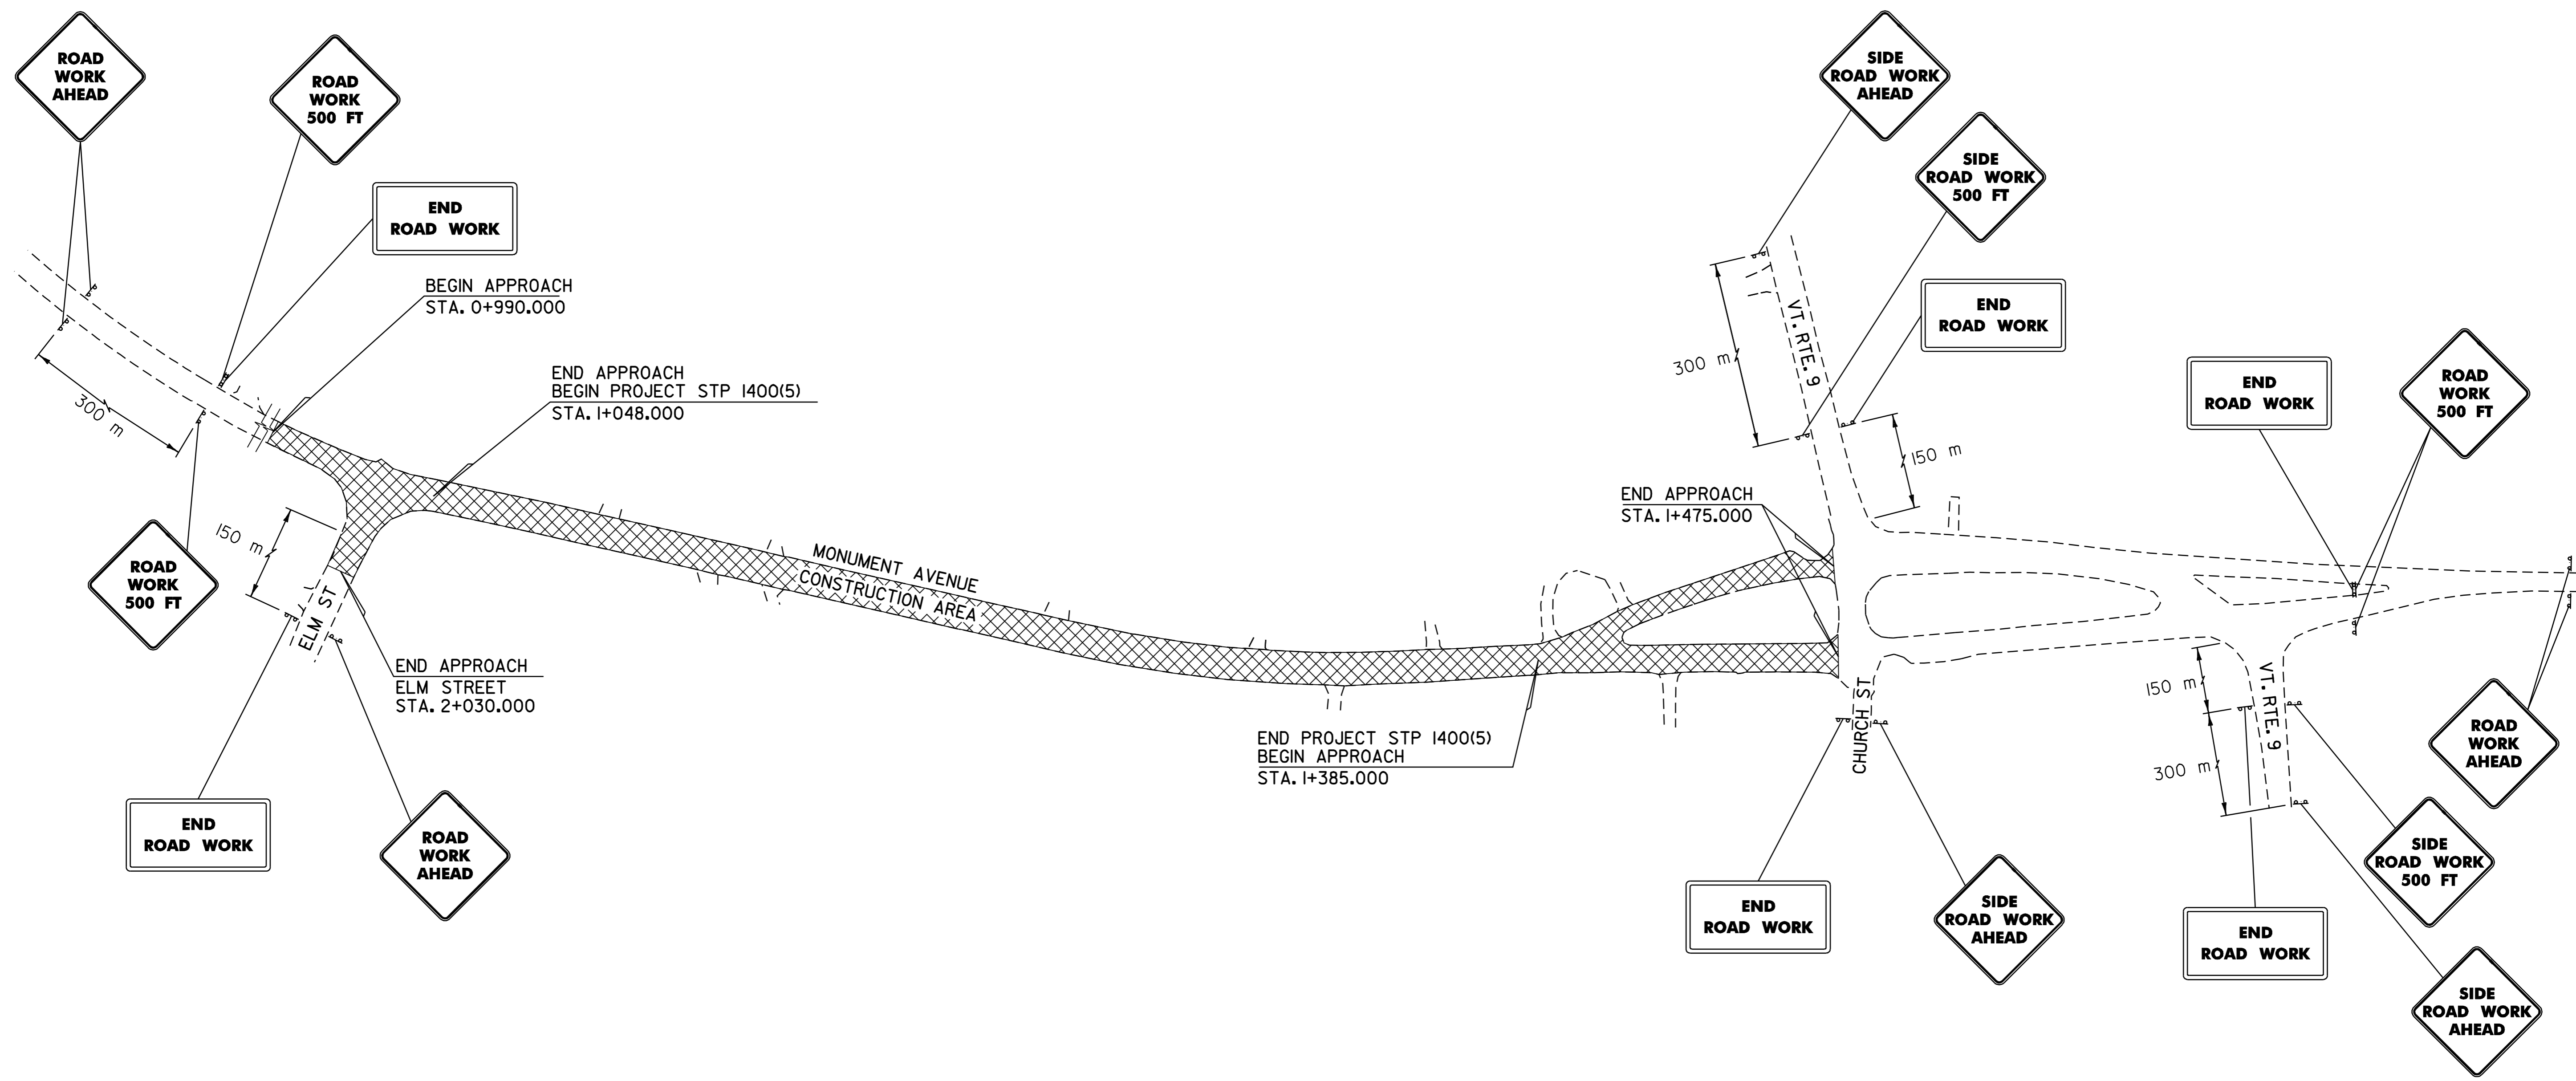 ROAD
WORK
AHEAD
ROAD
WORK
500 FT
END
ROAD WORK
BEGIN APPROACH
STA. 0+990.000
END APPROACH
BEGIN PROJECT STP 1400(5)
STA. 1+048.000
300 m
150 m
ROAD
WORK
500 FT
ELM ST
END APPROACH
ELM STREET
STA. 2+030.000
END
ROAD WORK
ROAD
WORK
AHEAD
MONUMENT AVENUE
CONSTRUCTION AREA
END PROJECT STP 1400(5)
BEGIN APPROACH
STA. 1+385.000
END APPROACH
STA. 1+475.000
SIDE
ROAD WORK
AHEAD
SIDE
ROAD WORK
500 FT
END
ROAD WORK
VT. RTE. 9
300 m
150 m
CHURCH ST
END
ROAD WORK
SIDE
ROAD WORK
AHEAD
END
ROAD WORK
ROAD
WORK
500 FT
VT. RTE. 9
150 m
300 m
ROAD
WORK
AHEAD
SIDE
ROAD WORK
500 FT
END
ROAD WORK
SIDE
ROAD WORK
AHEAD